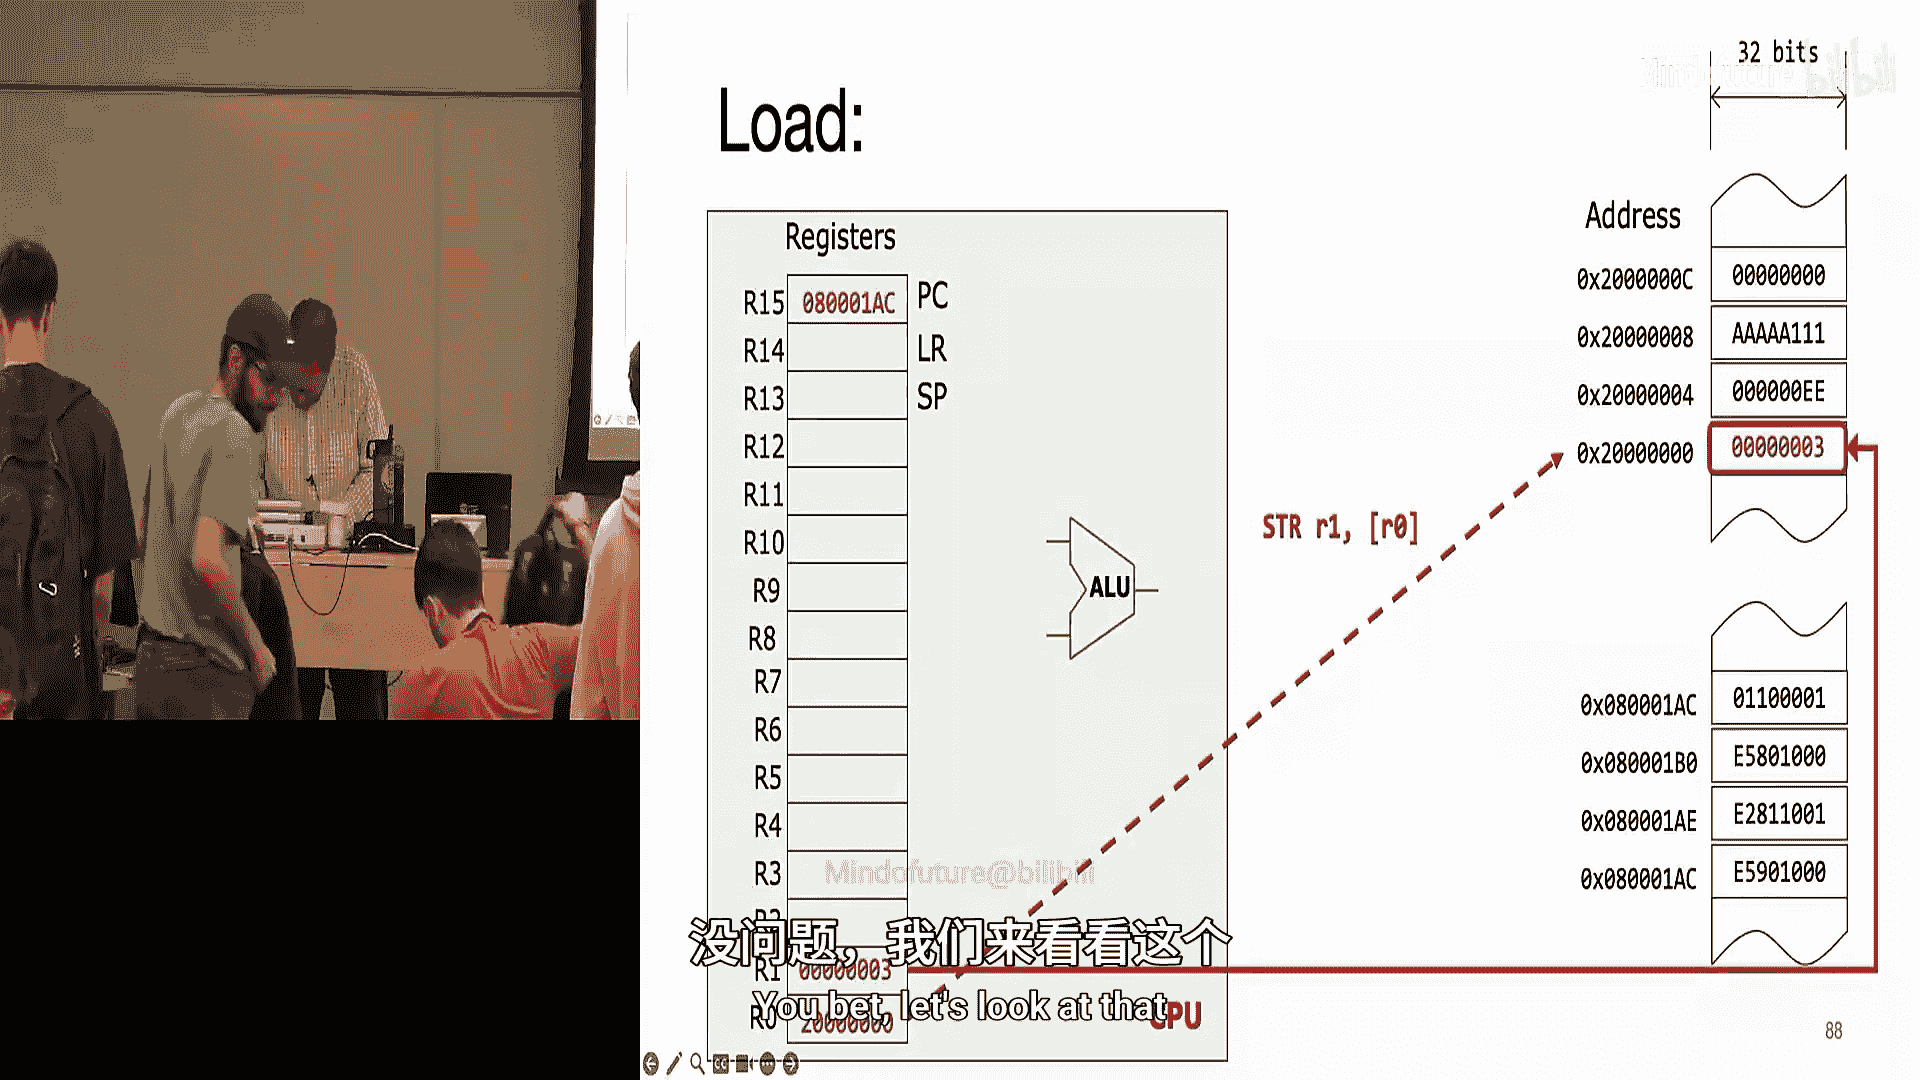 32 bits
Mindofuture bilibili
Load:
Registers
Address
R15 080001AC PC
R14 LR
R13 SP
R12
R11
R10
R9
R8
R7
R6
R5
R4
R3
R2
R1 00000003
R0 20000000
ALU
CPU
STR r1, [r0]
0x2000000C 00000000
0x20000008 AAAAA111
0x20000004 000000EE
0x20000000 00000003
0x080001AC 01100001
0x080001B0 E5801000
0x080001AE E2811001
0x080001AC E5901000
Mindofuture@bilibili
没问题，我们来看看这个
You bet, let's look at that
88